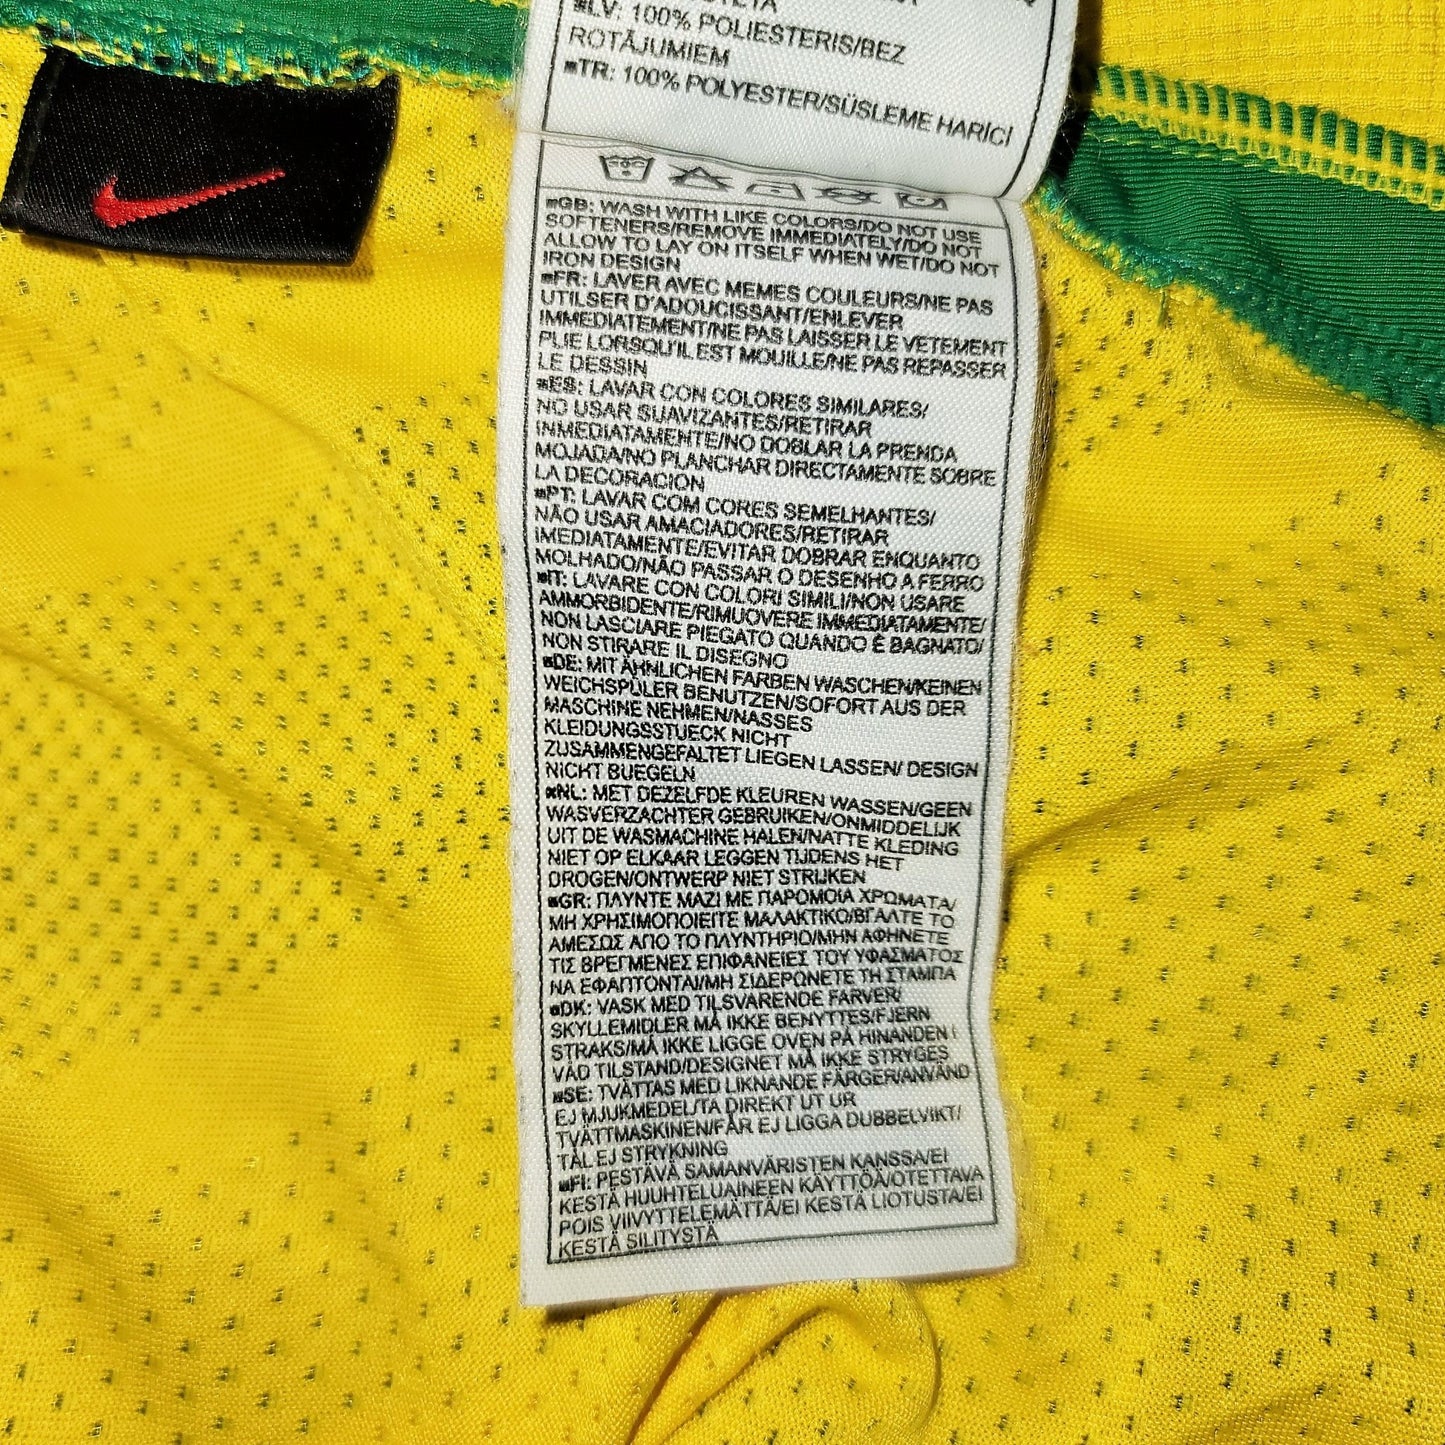 LV: 100% POLIESTERIS/BEZ
ROTĀJUMIEM
TR: 100% POLYESTER/SÜSLEME HARİCİ
GB: WASH WITH LIKE COLORS/DO NOT USE
SOFTENERS/REMOVE IMMEDIATELY/DO NOT
ALLOW TO LAY ON ITSELF WHEN WET/DO NOT
IRON DESIGN
FR: LAVER AVEC MEMES COULEURS/NE PAS
UTILSER D'ADOUCISSANT/ENLEVER
IMMEDIATEMENT/NE PAS LAISSER LE VETEMENT
PLIE LORSQU'IL EST MOUILLE/NE PAS REPASSER
LE DESSIN
ES: LAVAR CON COLORES SIMILARES/
NO USAR SUAVIZANTES/RETIRAR
INMEDIATAMENTE/NO DOBLAR LA PRENDA
MOJADA/NO PLANCHAR DIRECTAMENTE SOBRE
LA DECORACION
PT: LAVAR COM CORES SEMELHANTES/
NÃO USAR AMACIADORES/RETIRAR
IMEDIATAMENTE/EVITAR DOBRAR ENQUANTO
MOLHADO/NÃO PASSAR O DESENHO A FERRO
IT: LAVARE CON COLORI SIMILI/NON USARE
AMMORBIDENTE/RIMUOVERE IMMEDIATAMENTE/
NON LASCIARE PIEGATO QUANDO È BAGNATO/
NON STIRARE IL DISEGNO
DE: MIT ÄHNLICHEN FARBEN WASCHEN/KEINEN
WEICHSPÜLER BENUTZEN/SOFORT AUS DER
MASCHINE NEHMEN/NASSES
KLEIDUNGSSTUECK NICHT
ZUSAMMENGEFALTET LIEGEN LASSEN/ DESIGN
NICHT BUEGELN
NL: MET DEZELFDE KLEUREN WASSEN/GEEN
WASVERZACHTER GEBRUIKEN/ONMIDDELIJK
UIT DE WASMACHINE HALEN/NATTE KLEDING
NIET OP ELKAAR LEGGEN TIJDENS HET
DROGEN/ONTWERP NIET STRIJKEN
GR: ΠΛΥΝΤΕ ΜΑΖΙ ΜΕ ΠΑΡΟΜΟΙΑ ΧΡΩΜΑΤΑ/
ΜΗ ΧΡΗΣΙΜΟΠΟΙΕΙΤΕ ΜΑΛΑΚΤΙΚΟ/ΒΓΑΛΤΕ ΤΟ
ΑΜΕΣΩΣ ΑΠΟ ΤΟ ΠΛΥΝΤΗΡΙΟ/ΜΗΝ ΑΦΗΝΕΤΕ
ΤΙΣ ΒΡΕΓΜΕΝΕΣ ΕΠΙΦΑΝΕΙΕΣ ΤΟΥ ΥΦΑΣΜΑΤΟΣ
ΝΑ ΕΦΑΠΤΟΝΤΑΙ/ΜΗ ΣΙΔΕΡΩΝΕΤΕ ΤΗ ΣΤΑΜΠΑ
DK: VASK MED TILSVARENDE FARVER/
SKYLLEMIDLER MÅ IKKE BENYTTES/FJERN
STRAKS/MÅ IKKE LIGGE OVEN PÅ HINANDEN I
VÅD TILSTAND/DESIGNET MÅ IKKE STRYGES
SE: TVÄTTAS MED LIKNANDE FÄRGER/ANVÄND
EJ MJUKMEDEL/TA DIREKT UT UR
TVÄTTMASKINEN/FÅR EJ LIGGA DUBBELVIKT/
TÅL EJ STRYKNING
FI: PESTÄVÄ SAMANVÄRISTEN KANSSA/EI
KESTÄ HUUHTELUAINEEN KÄYTTÖÄ/OTETTAVA
POIS VIIVYTTELEMÄTTÄ/EI KESTÄ LIOTUSTA/EI
KESTÄ SILITYSTÄ